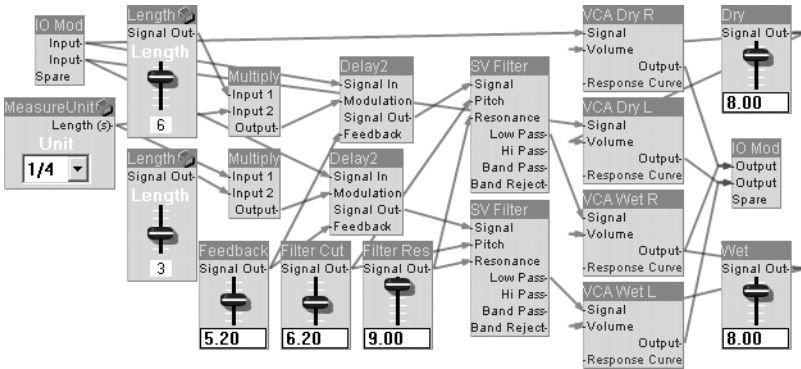 IO Mod
Input
Input
Spare
MeasureUnit
Length (s)
Unit
1/4
Length
Signal Out
Length
6
Length
Signal Out
Length
3
Multiply
Input 1
Input 2
Output
Multiply
Input 1
Input 2
Output
Feedback
Signal Out
5.20
Filter Cut
Signal Out
6.20
Filter Res
Signal Out
9.00
Delay2
Signal In
Modulation
Signal Out
Feedback
Delay2
Signal In
Modulation
Signal Out
Feedback
SV Filter
Signal
Pitch
Resonance
Low Pass
Hi Pass
Band Pass
Band Reject
SV Filter
Signal
Pitch
Resonance
Low Pass
Hi Pass
Band Pass
Band Reject
VCA Dry R
Signal
Volume
Output
Response Curve
VCA Dry L
Signal
Volume
Output
Response Curve
VCA Wet R
Signal
Volume
Output
Response Curve
VCA Wet L
Signal
Volume
Output
Response Curve
Dry
Signal Out
8.00
IO Mod
Output
Output
Spare
Wet
Signal Out
8.00